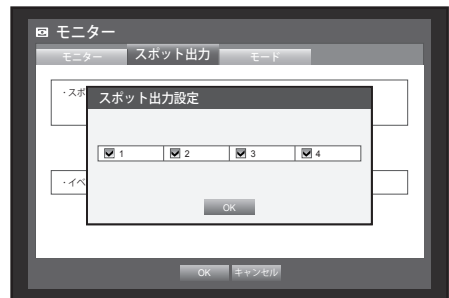 モニター
モニター スポット出力 モード
・スポ
スポット出力設定
1 2 3 4
・イベ
OK
OK キャンセル